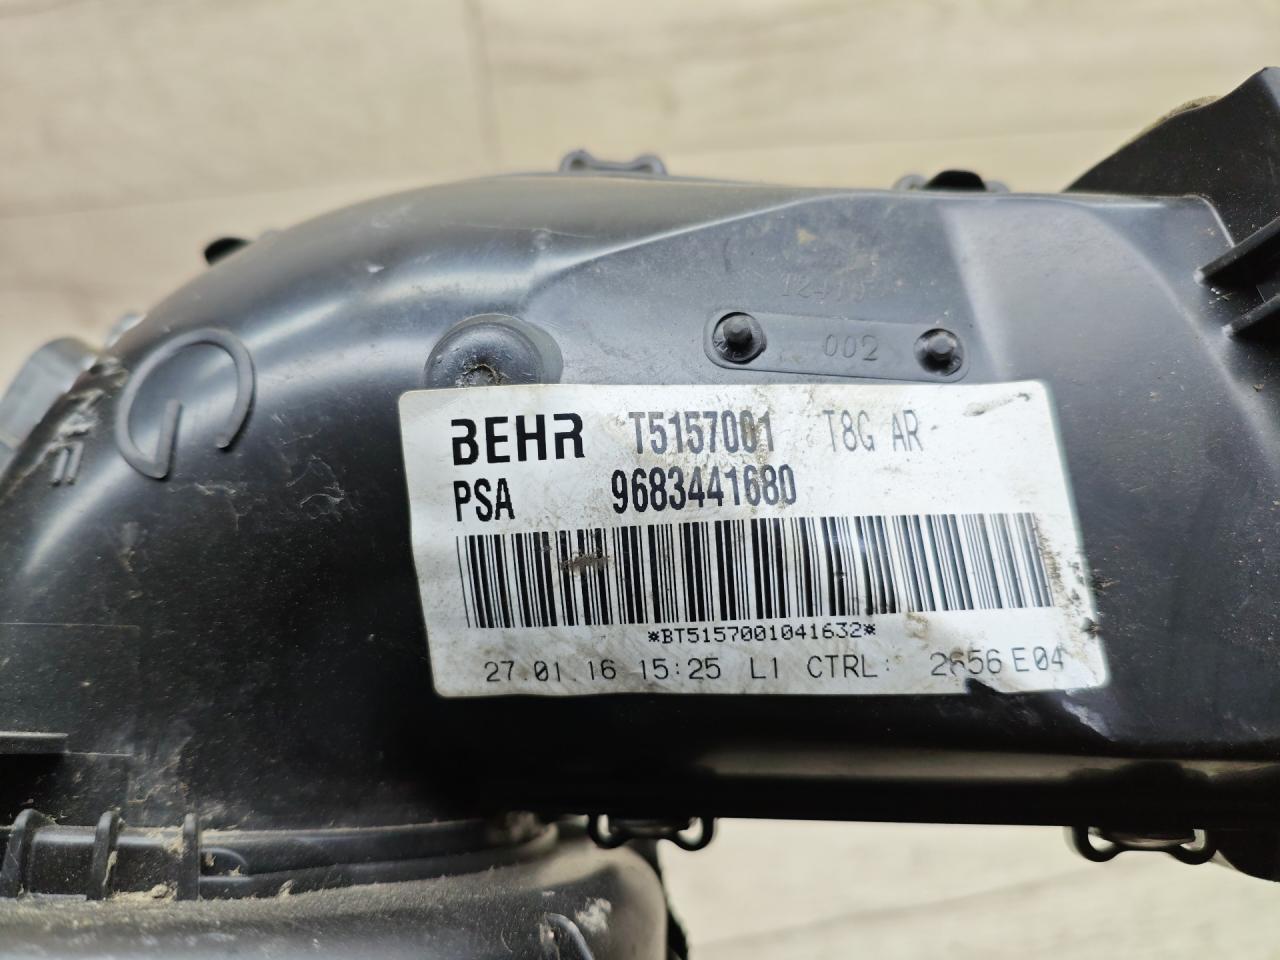 002
BEHR T5157001 T8G AR
PSA 9683441680
*BT5157001041632*
27.01.16 15:25 L1 CTRL: 2656 E04